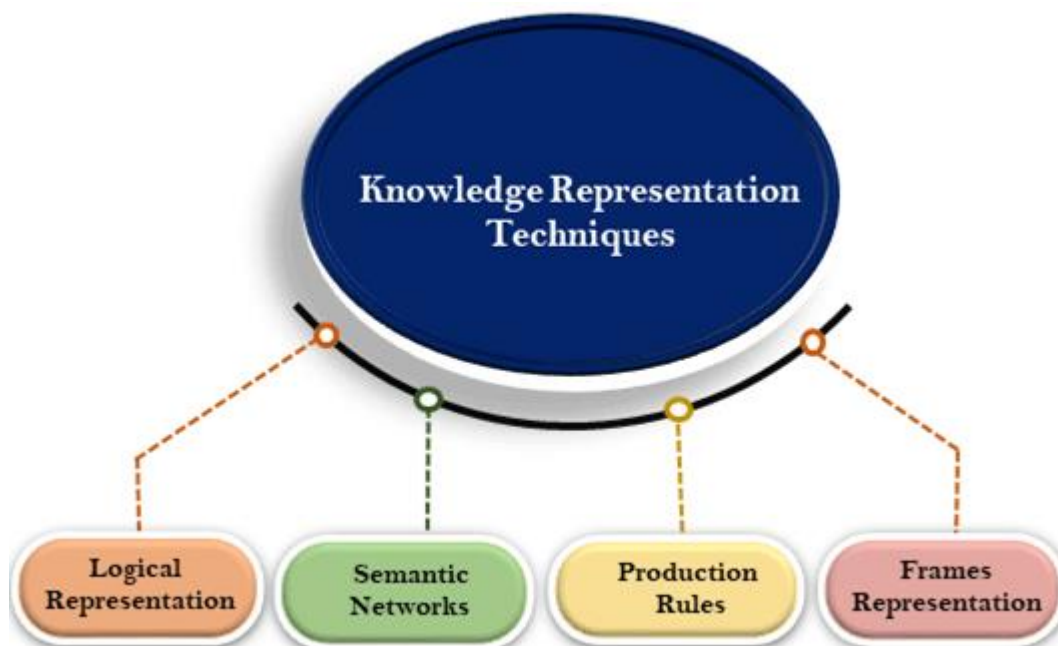 Knowledge Representation
Techniques
Logical
Representation
Semantic
Networks
Production
Rules
Frames
Representation